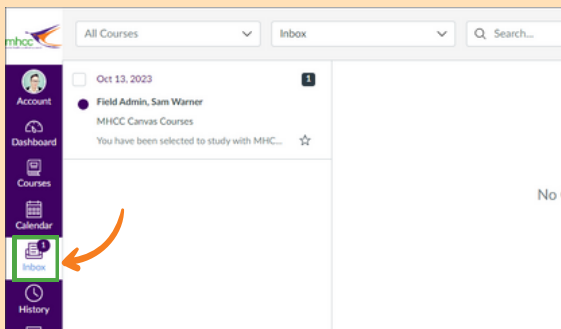 mhcc
All Courses
Inbox
Search...
Account
Dashboard
Courses
Calendar
1
Inbox
History
Oct 13, 2023
1
Field Admin, Sam Warner
MHCC Canvas Courses
You have been selected to study with MHC...
No